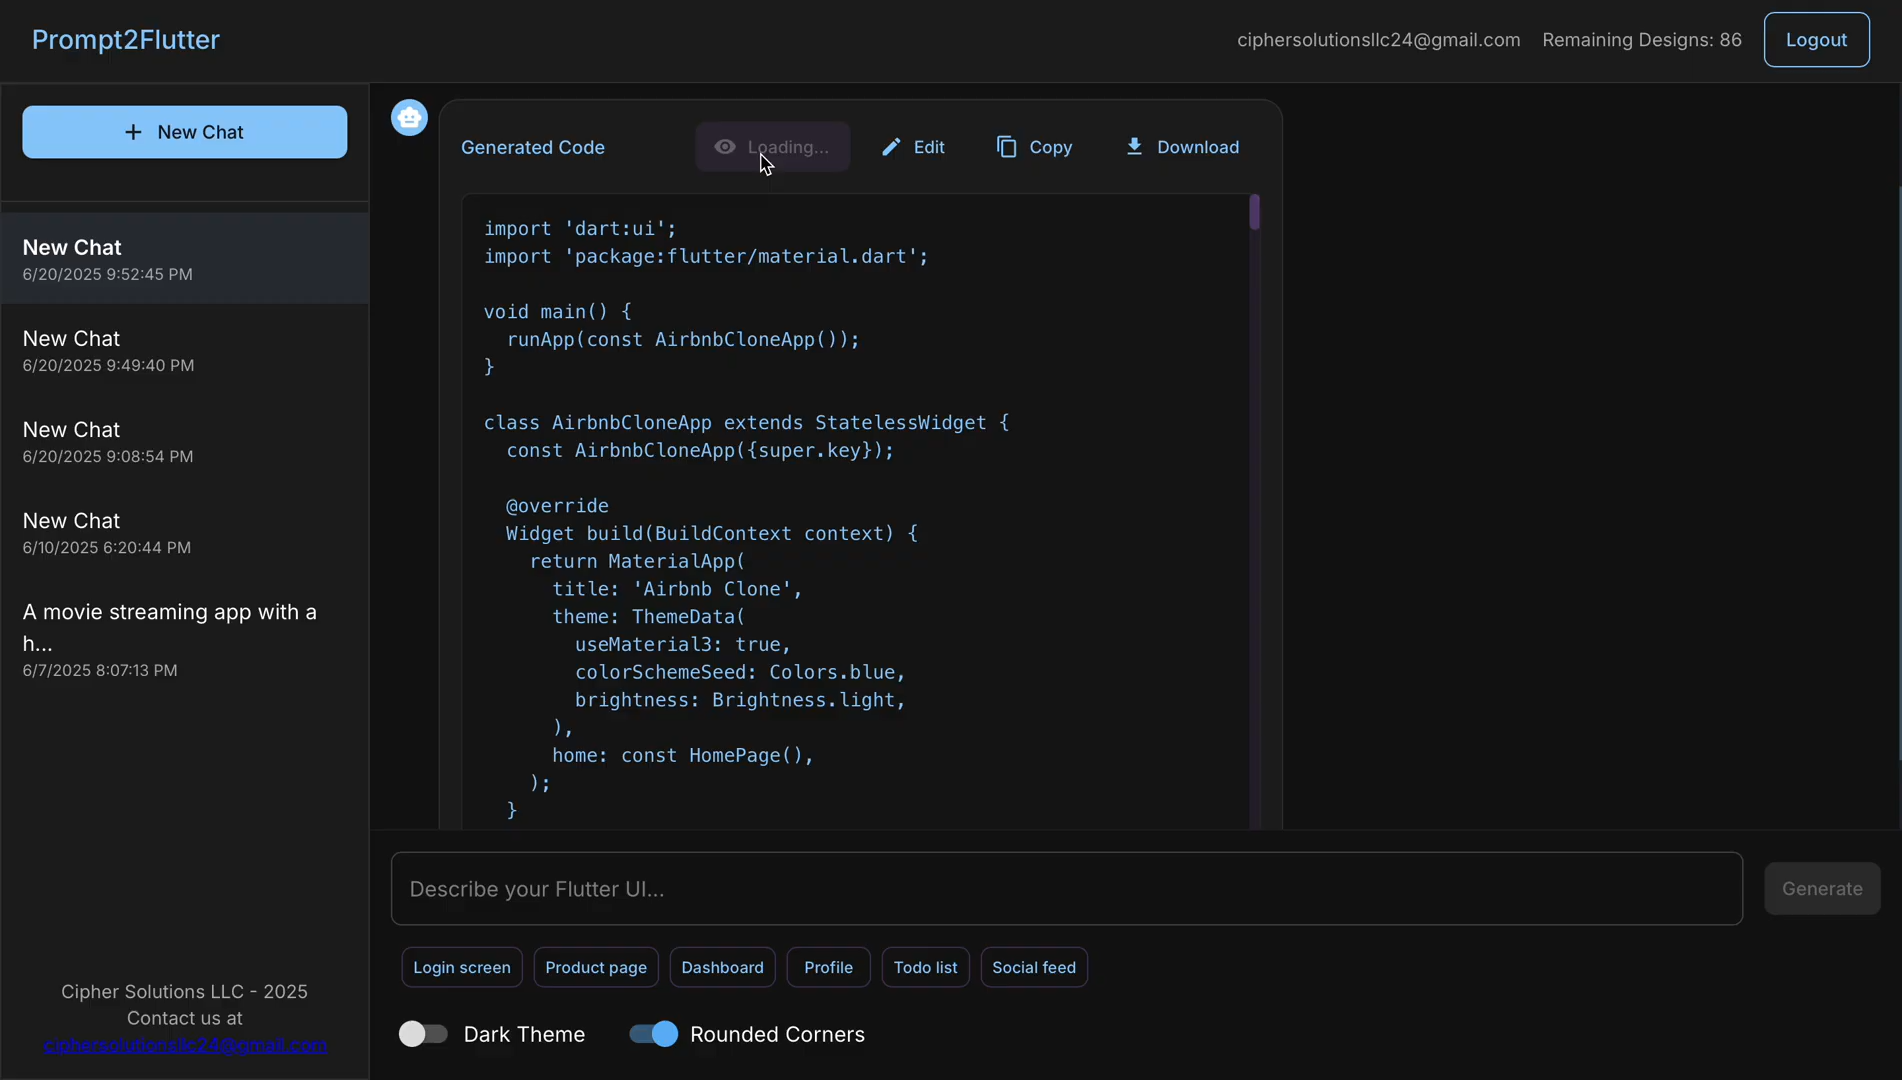 Prompt2Flutter
ciphersolutionsllc24@gmail.com Remaining Designs: 86 Logout
+ New Chat
New Chat
6/20/2025 9:52:45 PM
New Chat
6/20/2025 9:49:40 PM
New Chat
6/20/2025 9:08:54 PM
New Chat
6/10/2025 6:20:44 PM
A movie streaming app with a
h...
6/7/2025 8:07:13 PM
Cipher Solutions LLC - 2025
Contact us at
ciphersolutionsllc24@gmail.com
Generated Code Loading... Edit Copy Download
import 'dart:ui';
import 'package:flutter/material.dart';
void main() {
  runApp(const AirbnbCloneApp());
}
class AirbnbCloneApp extends StatelessWidget {
  const AirbnbCloneApp({super.key});
  @override
  Widget build(BuildContext context) {
    return MaterialApp(
      title: 'Airbnb Clone',
      theme: ThemeData(
        useMaterial3: true,
        colorSchemeSeed: Colors.blue,
        brightness: Brightness.light,
      ),
      home: const HomePage(),
    );
  }
Describe your Flutter UI...
Generate
Login screen Product page Dashboard Profile Todo list Social feed
Dark Theme Rounded Corners